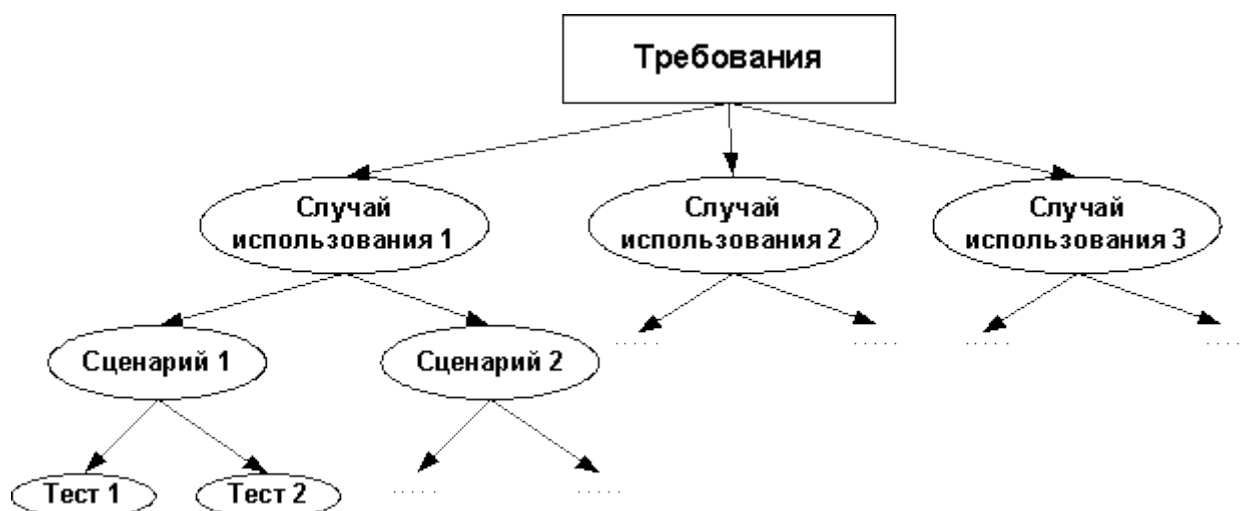 Требования
Случай
использования 1
Случай
использования 2
Случай
использования 3
Сценарий 1
Сценарий 2
.....
.....
.....
.....
Тест 1
Тест 2
.....
.....